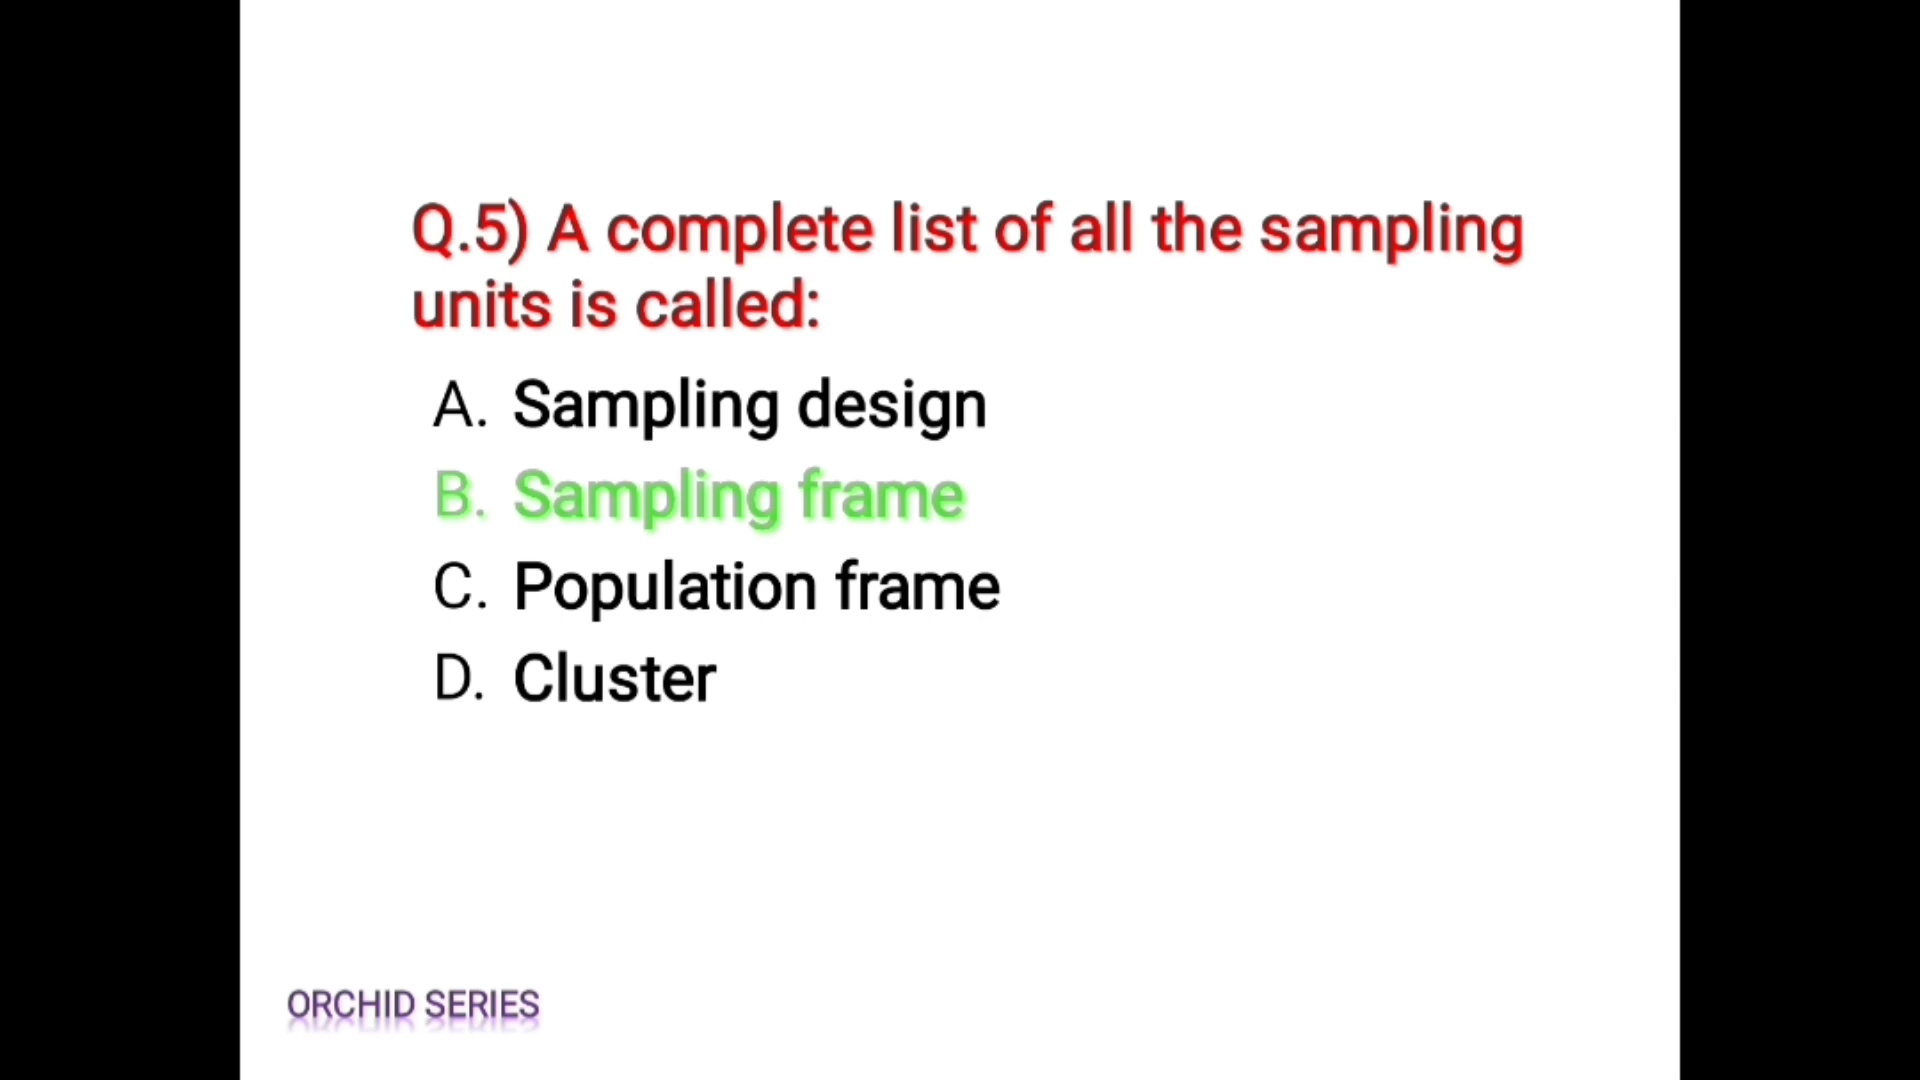 Q.5) A complete list of all the sampling
units is called:
A. Sampling design
B. Sampling frame
C. Population frame
D. Cluster
ORCHID SERIES